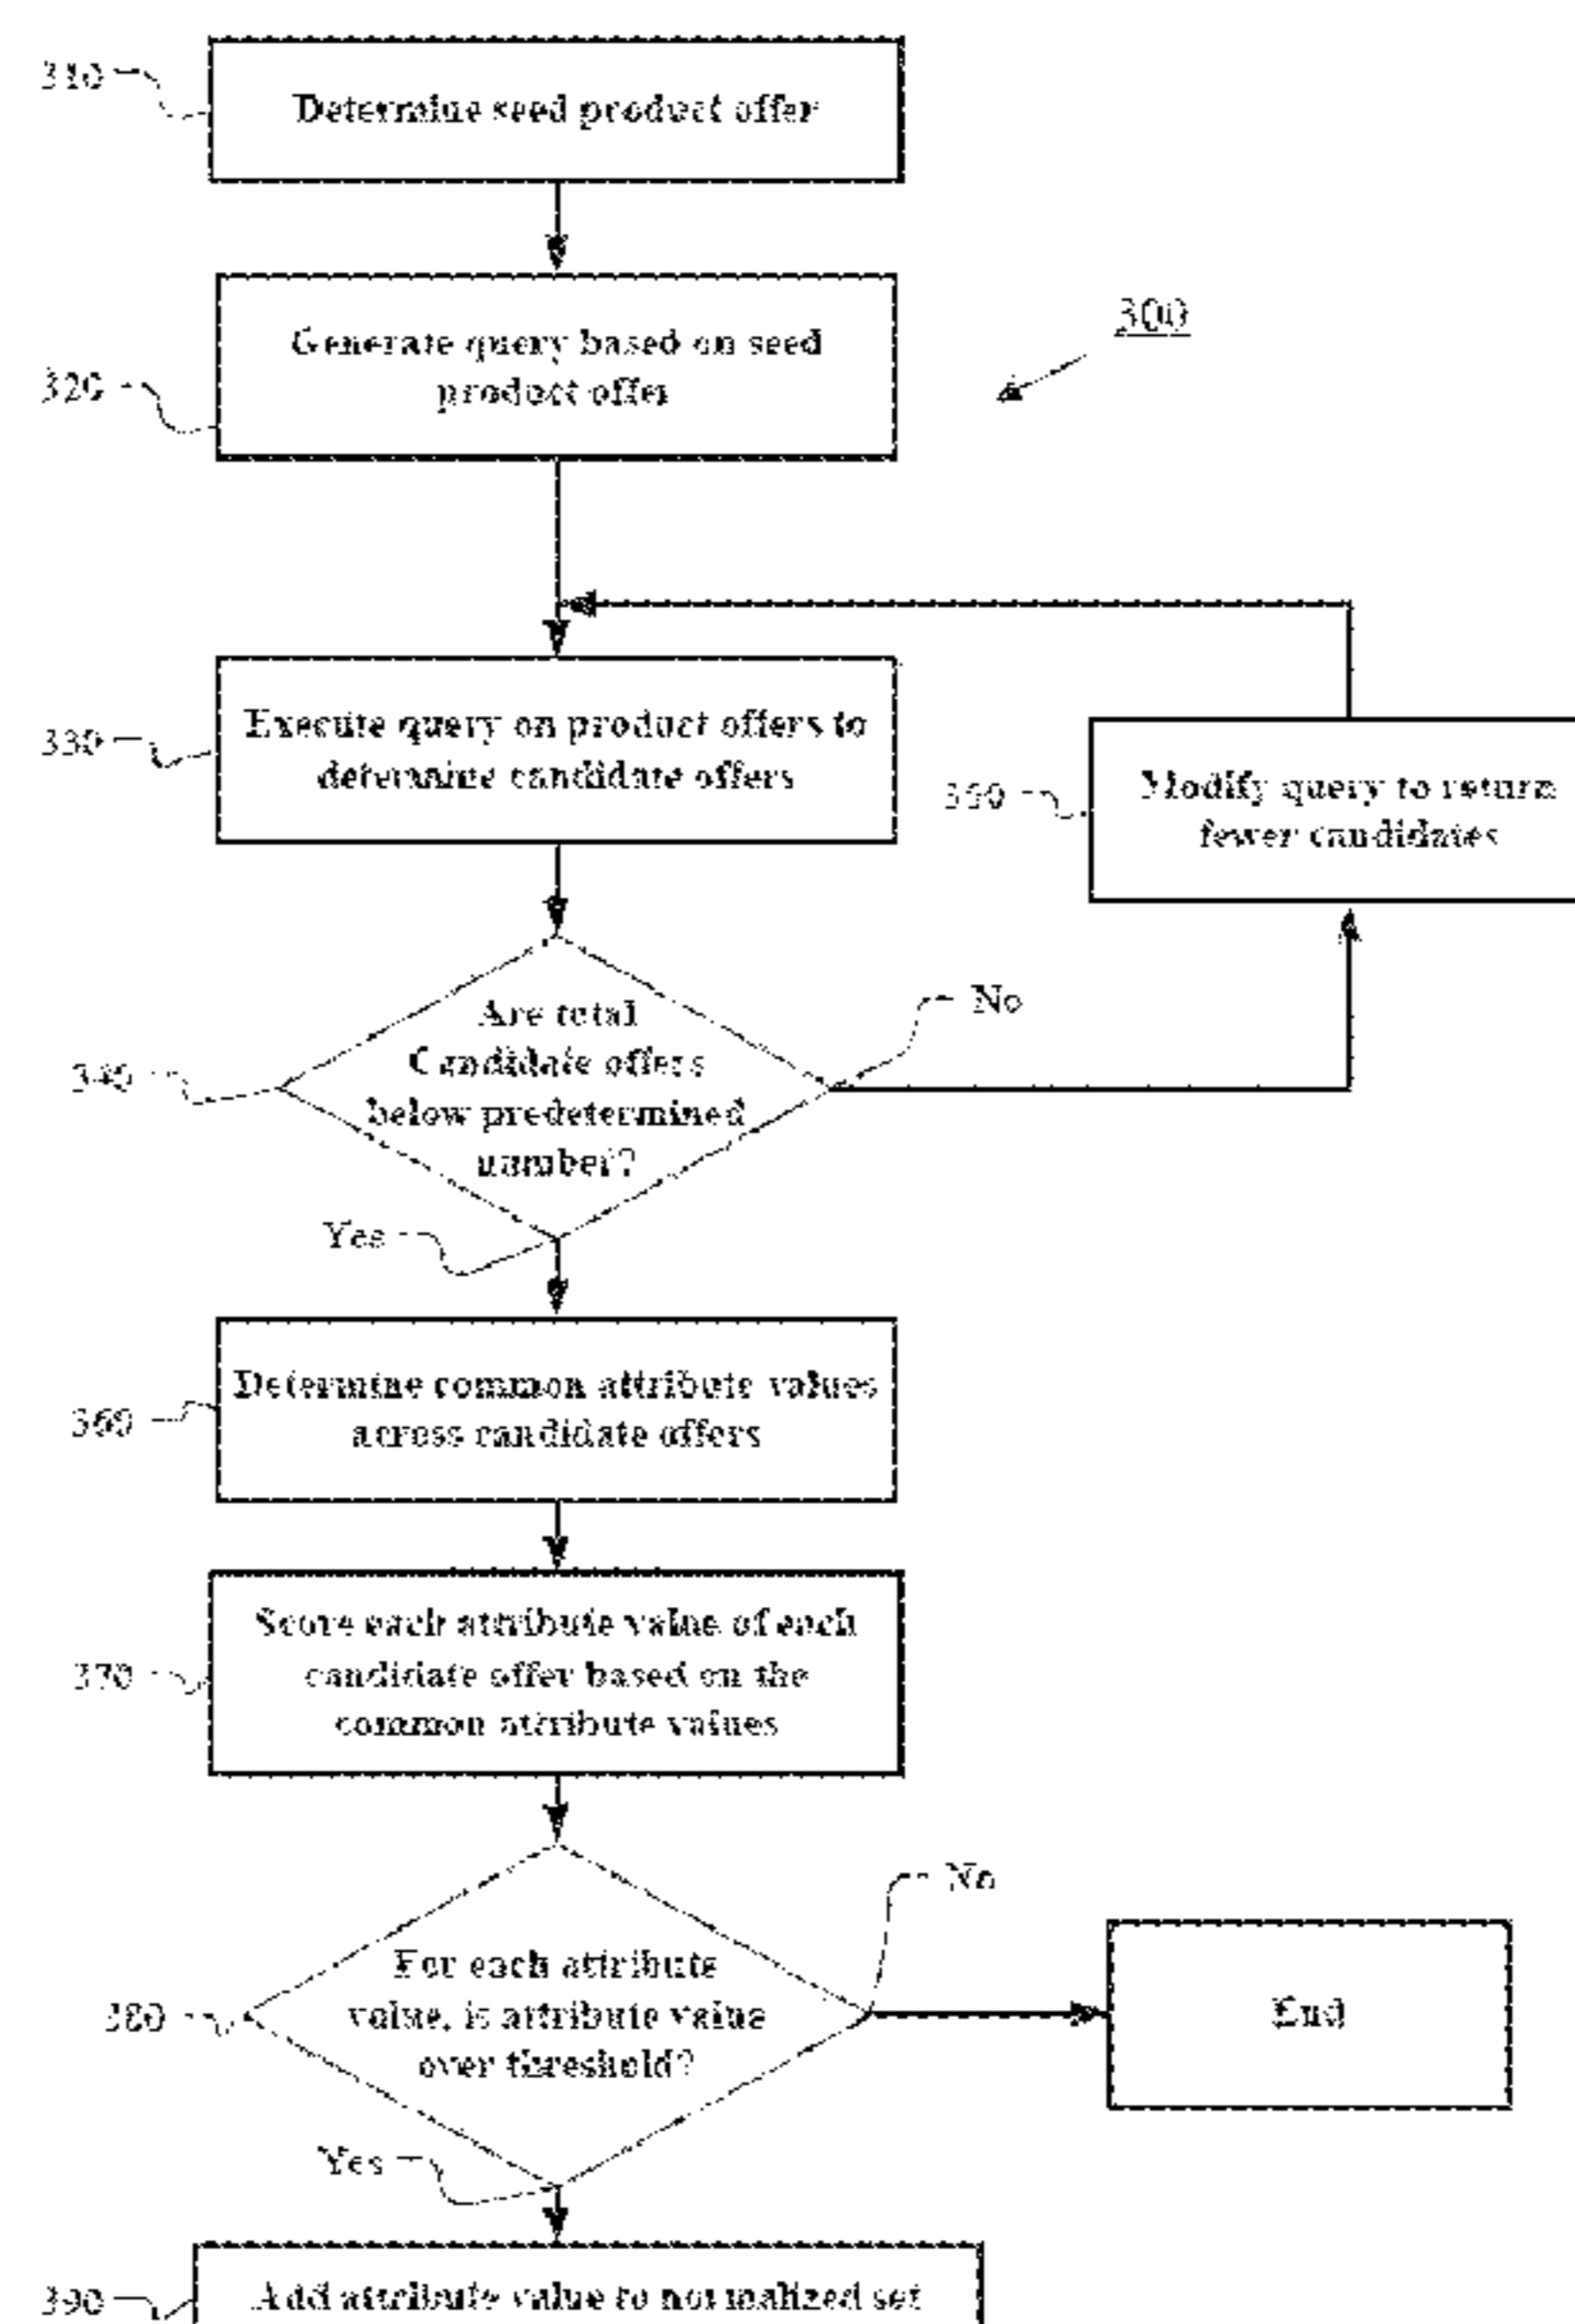 310
Determine seed product offer
300
Generate query based on seed
product offer
320
330
Execute query on product offers to
determine candidate offers
350
Modify query to return
fewer candidates
No
340
Are total
Candidate offers
below predetermined
number?
Yes
360
Determine common attribute values
across candidate offers
370
Score each attribute value of each
candidate offer based on the
common attribute values
No
380
For each attribute
value, is attribute value
over threshold?
End
Yes
390
Add attribute value to normalized set